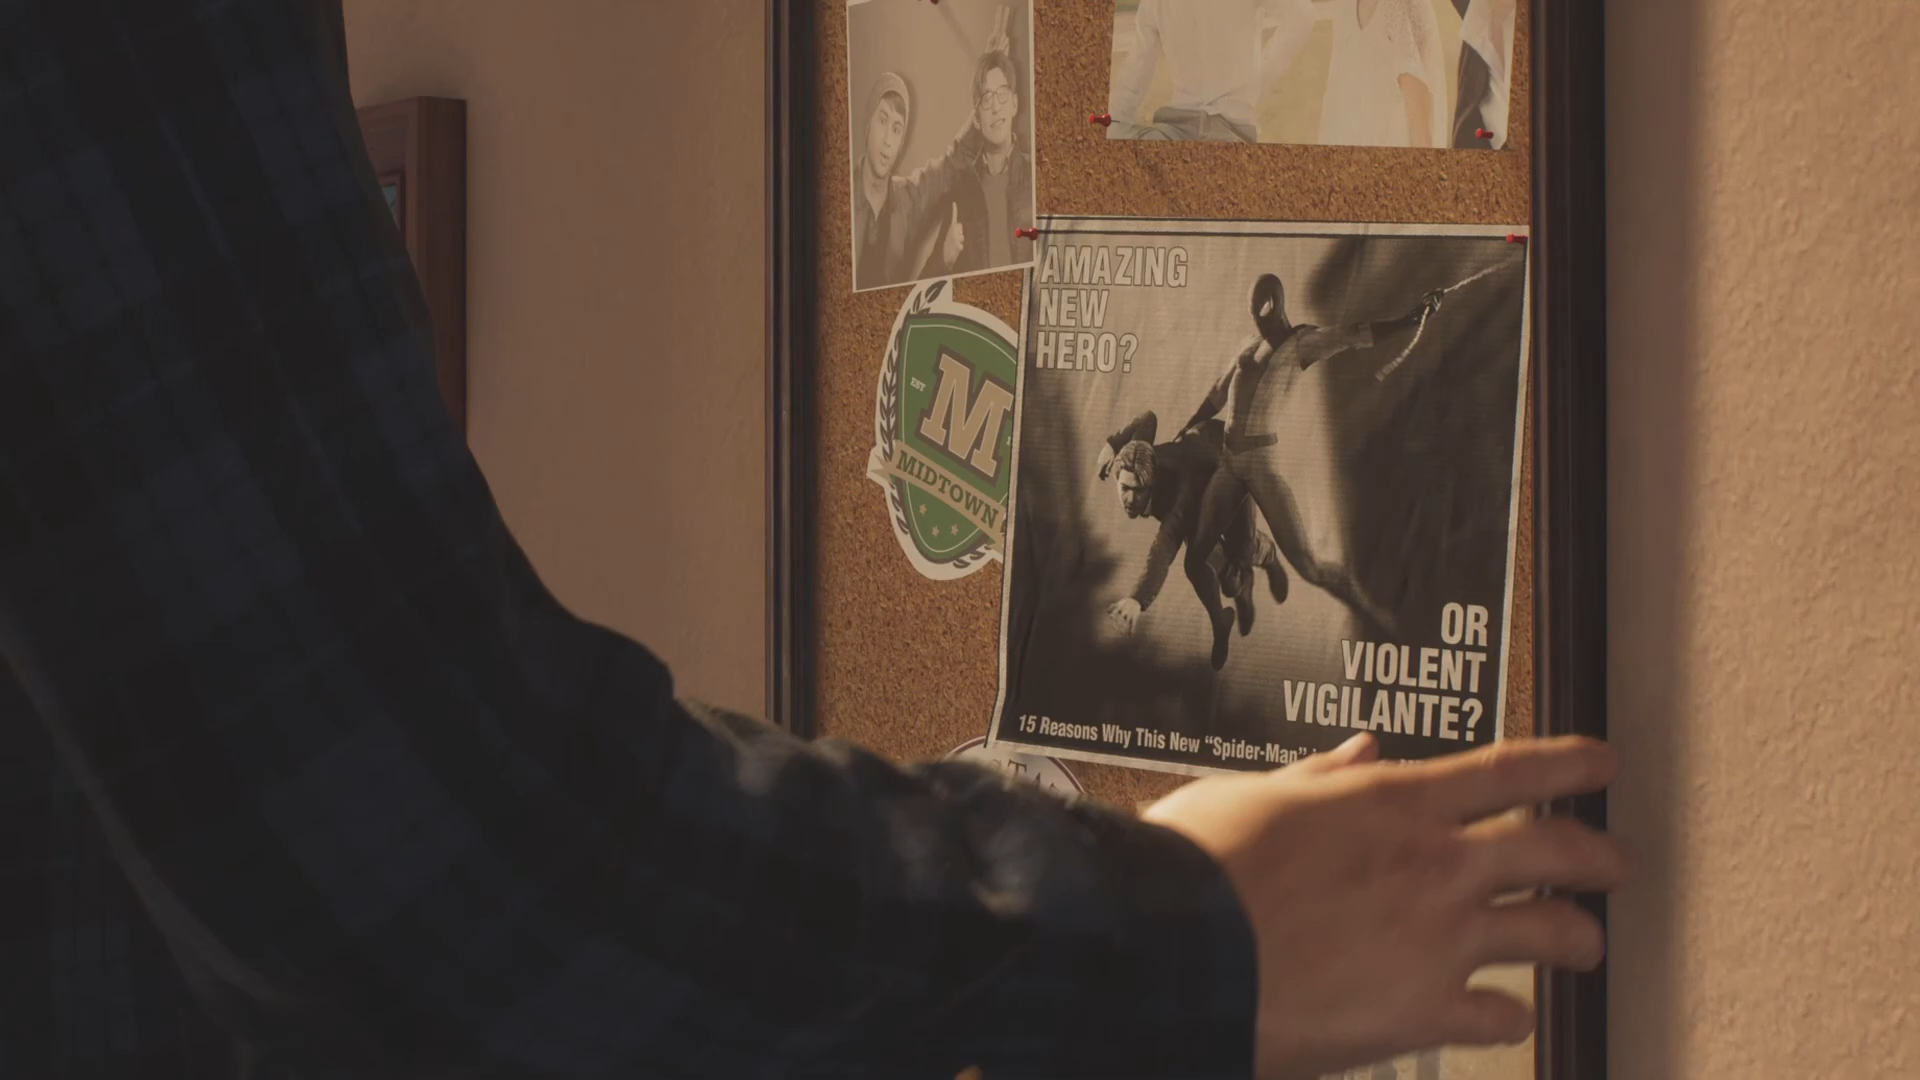 AMAZING
NEW
HERO?
EST
M
MIDTOWN
OR
VIOLENT
VIGILANTE?
15 Reasons Why This New “Spider-Man”